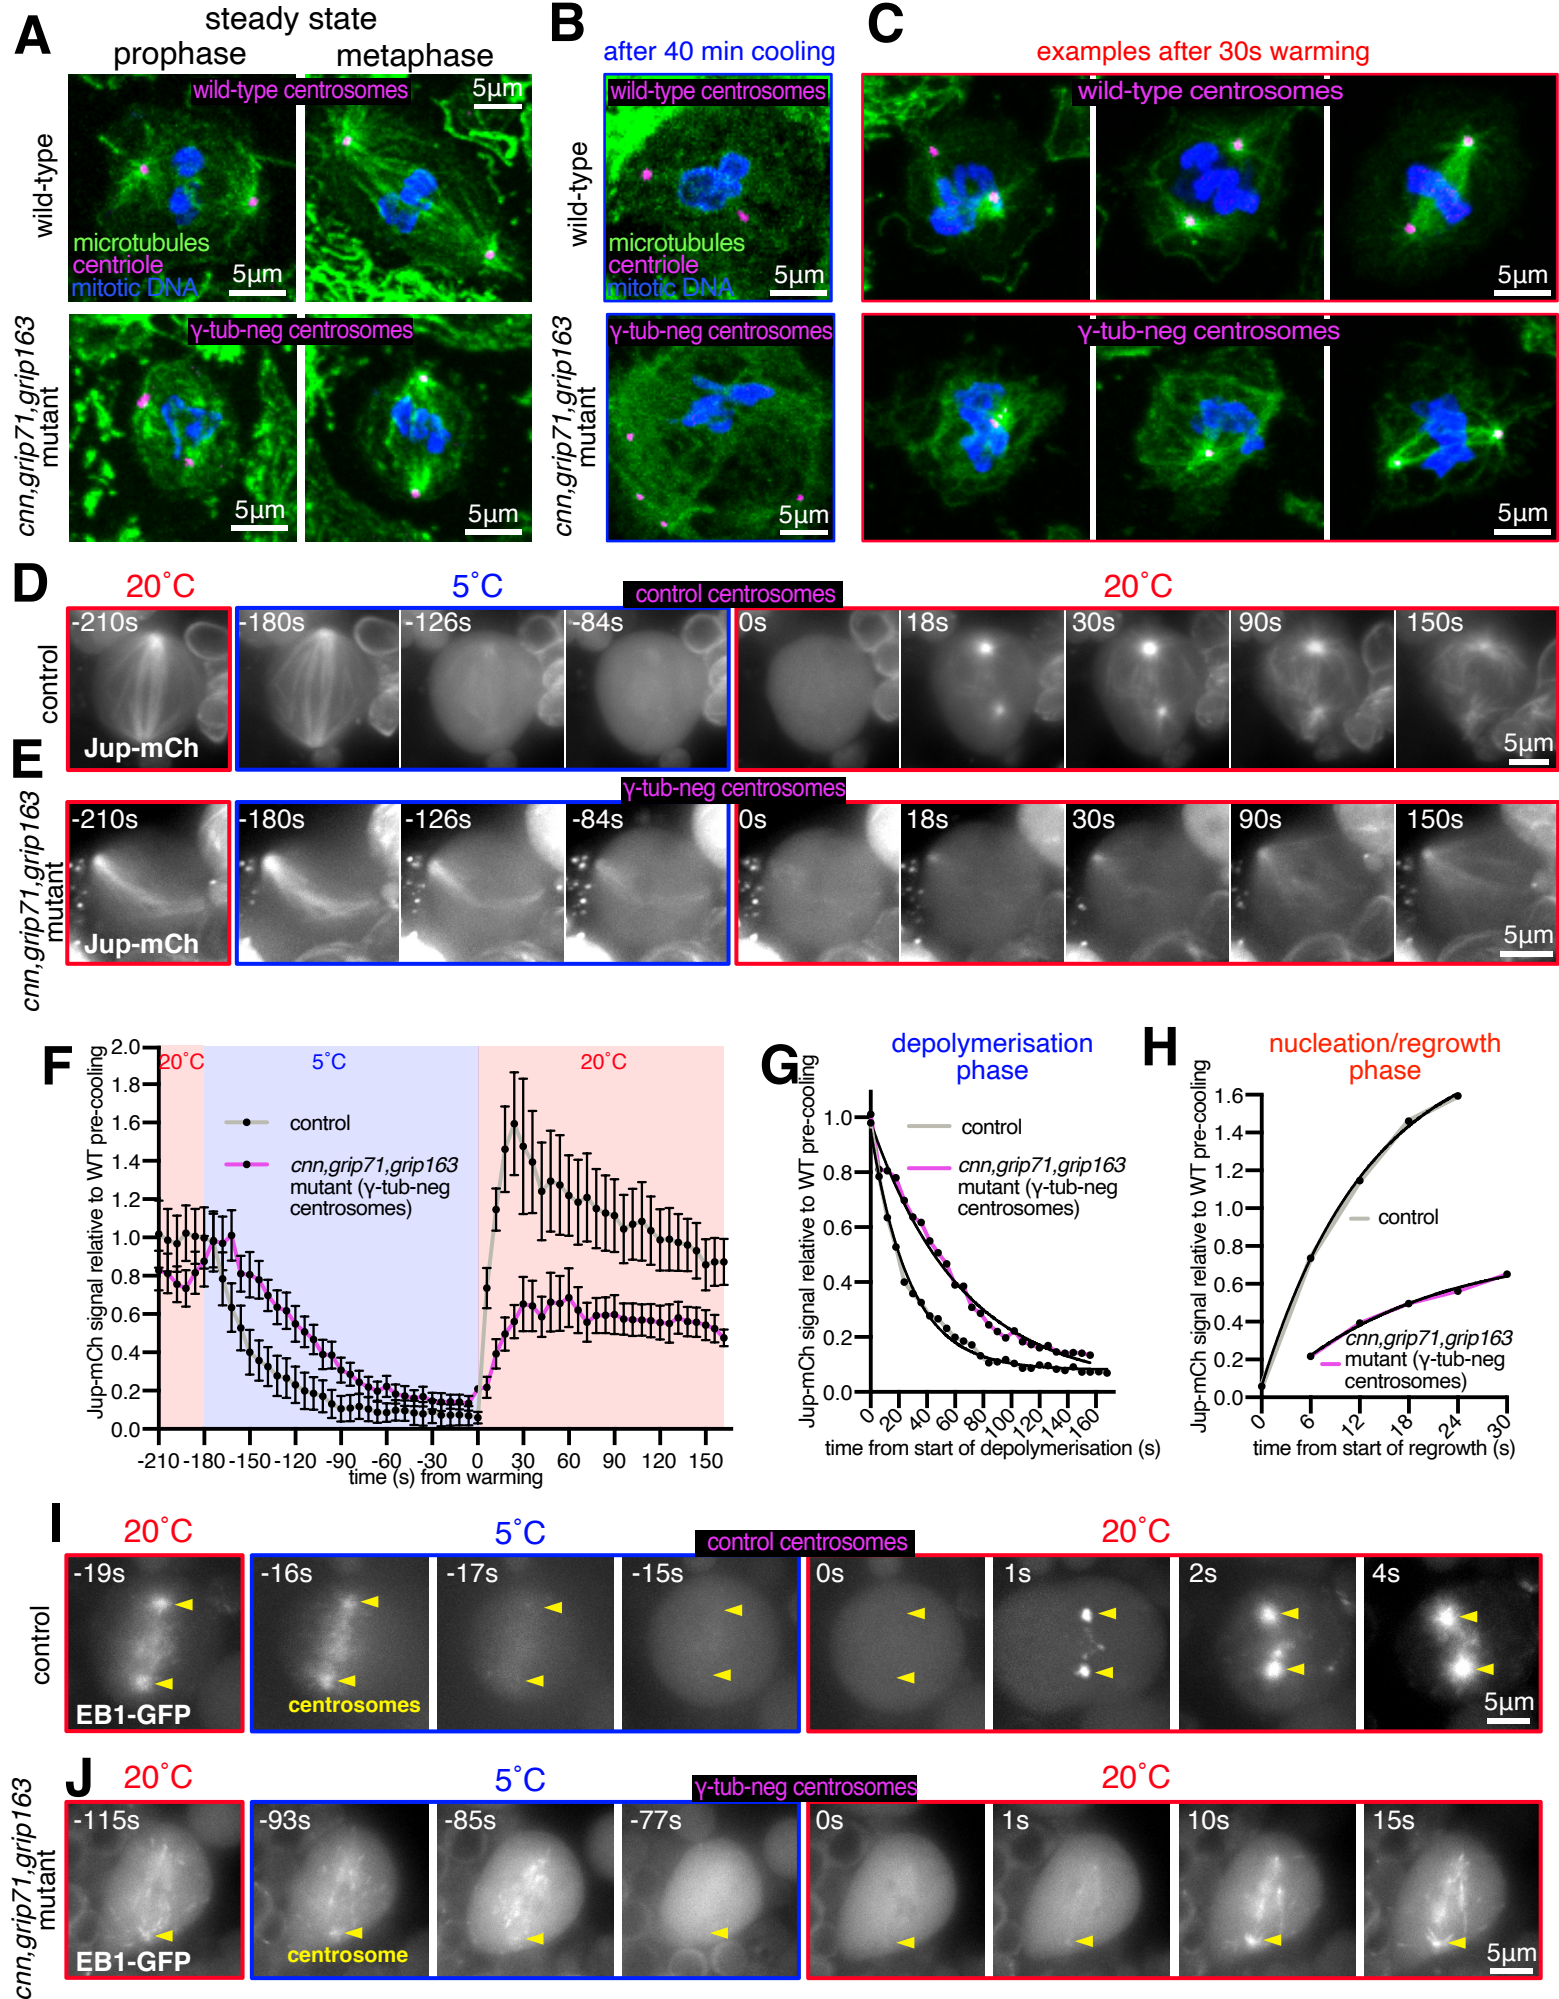 A
steady state
prophase
metaphase
wild-type centrosomes
5µm
wild-type
microtubules
centriole
mitotic DNA
5µm
γ-tub-neg centrosomes
cnn,grip71,grip163
mutant
5µm
5µm
B
after 40 min cooling
wild-type centrosomes
wild-type
microtubules
centriole
mitotic DNA
5µm
γ-tub-neg centrosomes
cnn,grip71,grip163
mutant
5µm
C
examples after 30s warming
wild-type centrosomes
5µm
γ-tub-neg centrosomes
5µm
D
20˚C
5˚C
control centrosomes
20˚C
control
-210s
-180s
-126s
-84s
0s
18s
30s
90s
150s
Jup-mCh
5µm
E
γ-tub-neg centrosomes
cnn,grip71,grip163
mutant
-210s
-180s
-126s
-84s
0s
18s
30s
90s
150s
Jup-mCh
5µm
F
Jup-mCh signal relative to WT pre-cooling
2.0
1.8
1.6
1.4
1.2
1.0
0.8
0.6
0.4
0.2
0.0
20˚C
5˚C
20˚C
control
cnn,grip71,grip163
mutant (γ-tub-neg
centrosomes)
-210 -180 -150 -120 -90 -60 -30 0 30 60 90 120 150
time (s) from warming
G
depolymerisation
phase
Jup-mCh signal relative to WT pre-cooling
1.0
0.8
0.6
0.4
0.2
0.0
control
cnn,grip71,grip163
mutant (γ-tub-neg
centrosomes)
0 20 40 60 80 100 120 140 160
time from start of depolymerisation (s)
H
nucleation/regrowth
phase
Jup-mCh signal relative to WT pre-cooling
1.6
1.4
1.2
1.0
0.8
0.6
0.4
0.2
0.0
control
cnn,grip71,grip163
mutant (γ-tub-neg
centrosomes)
0 6 12 18 24 30
time from start of regrowth (s)
I
20˚C
5˚C
control centrosomes
20˚C
control
-19s
-16s
-17s
-15s
0s
1s
2s
4s
EB1-GFP
centrosomes
5µm
J
20˚C
5˚C
γ-tub-neg centrosomes
20˚C
cnn,grip71,grip163
mutant
-115s
-93s
-85s
-77s
0s
1s
10s
15s
EB1-GFP
centrosome
5µm